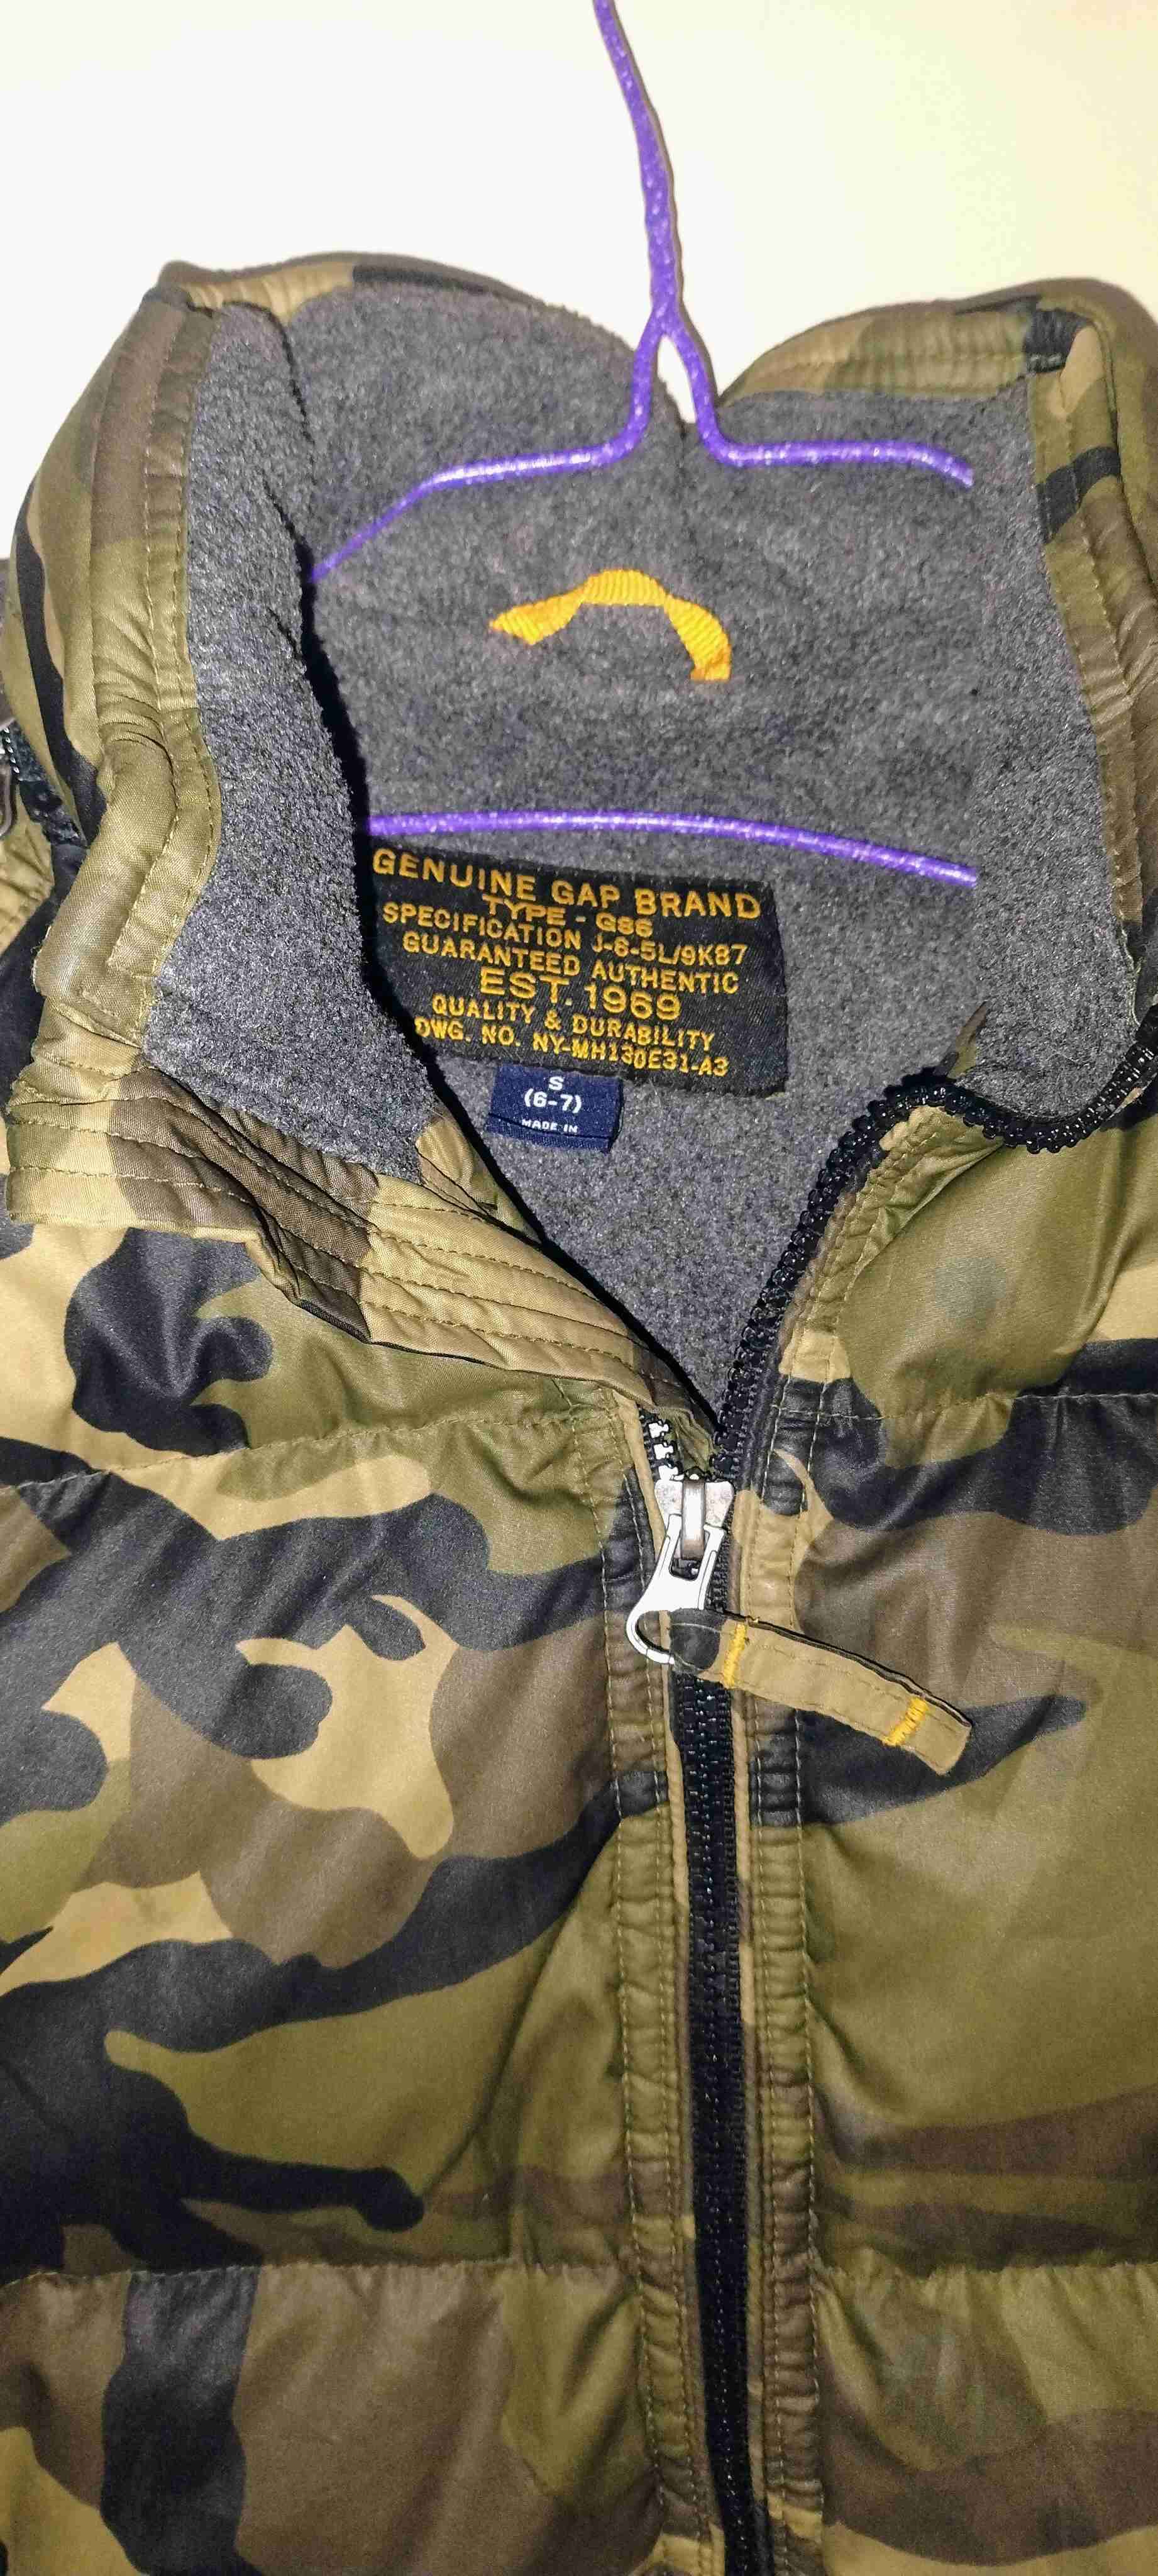 GENUINE GAP BRAND
TYPE - GS6
SPECIFICATION J-6-5L/9K87
GUARANTEED AUTHENTIC
EST. 1969
QUALITY & DURABILITY
DWG. NO. NY-MH130E31-A3
S
(6-7)
MADE IN